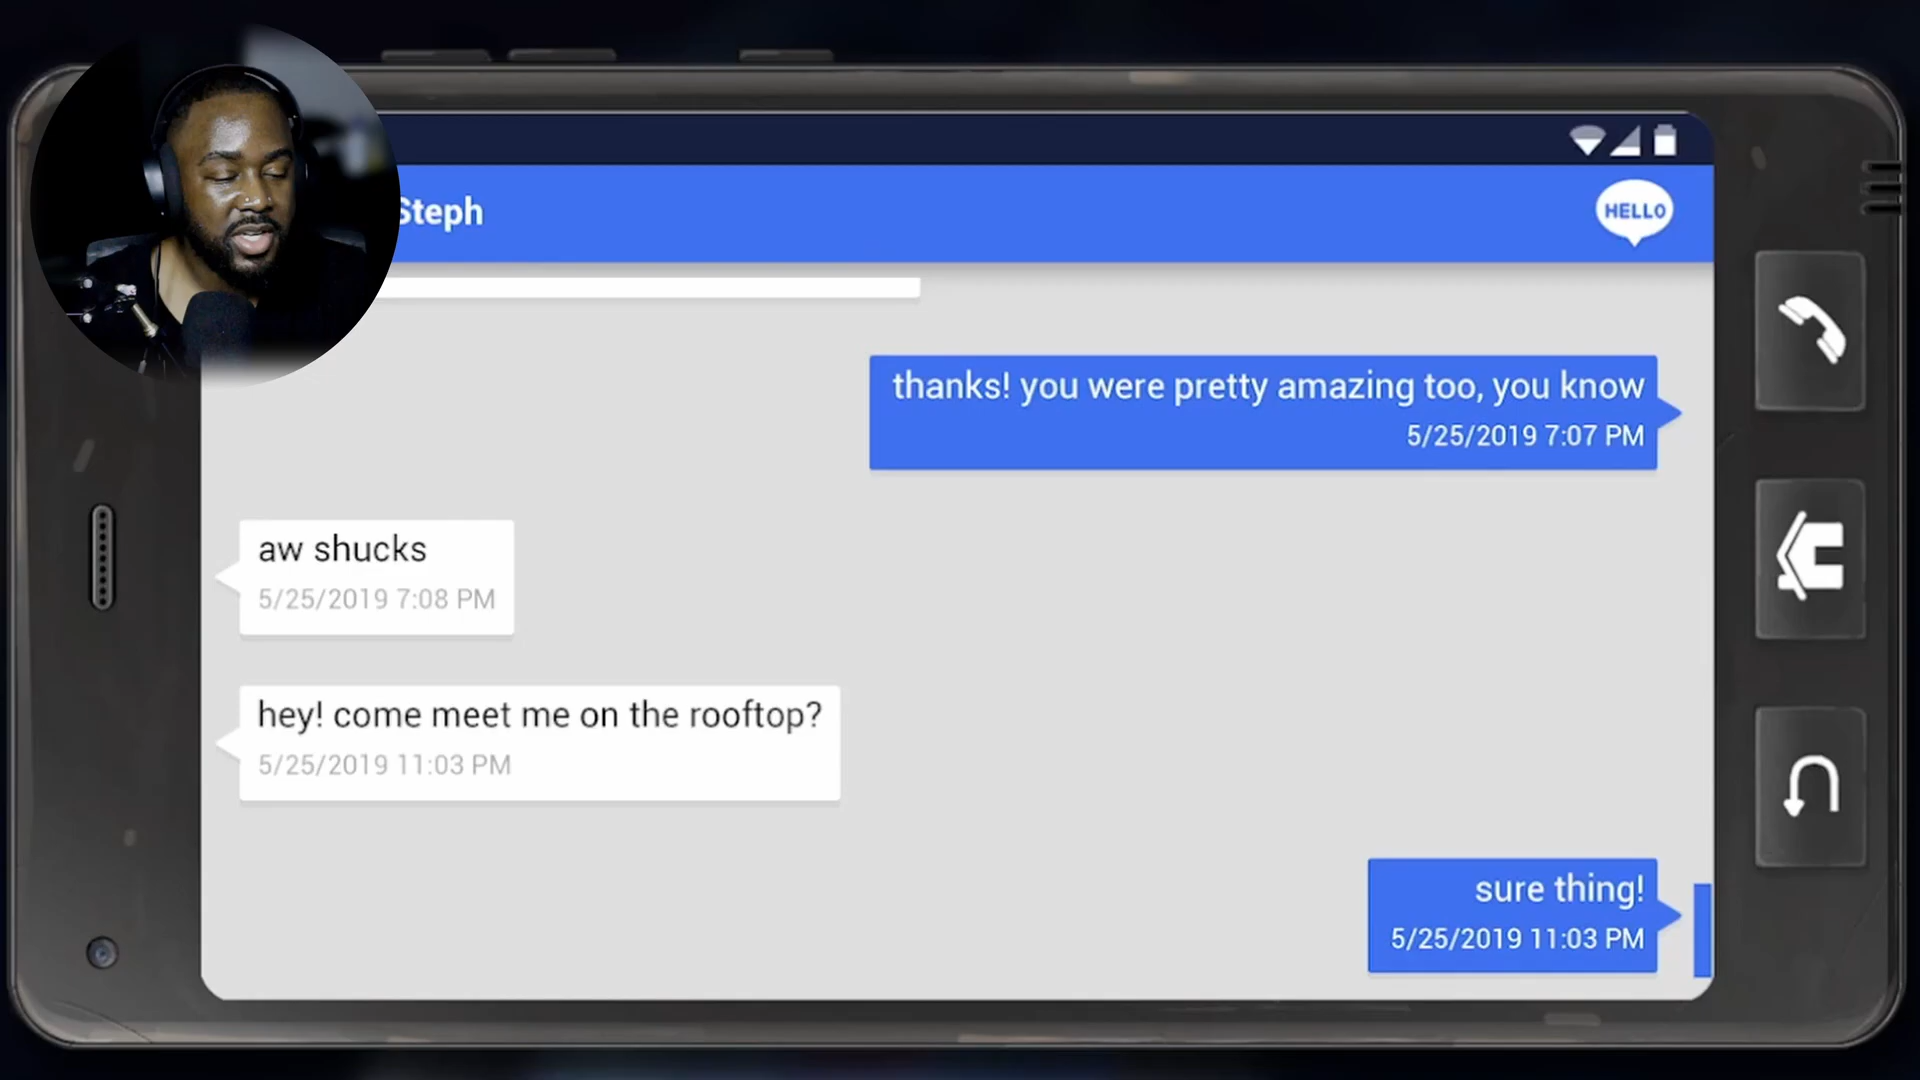 Steph
HELLO
thanks! you were pretty amazing too, you know
5/25/2019 7:07 PM
aw shucks
5/25/2019 7:08 PM
hey! come meet me on the rooftop?
5/25/2019 11:03 PM
sure thing!
5/25/2019 11:03 PM